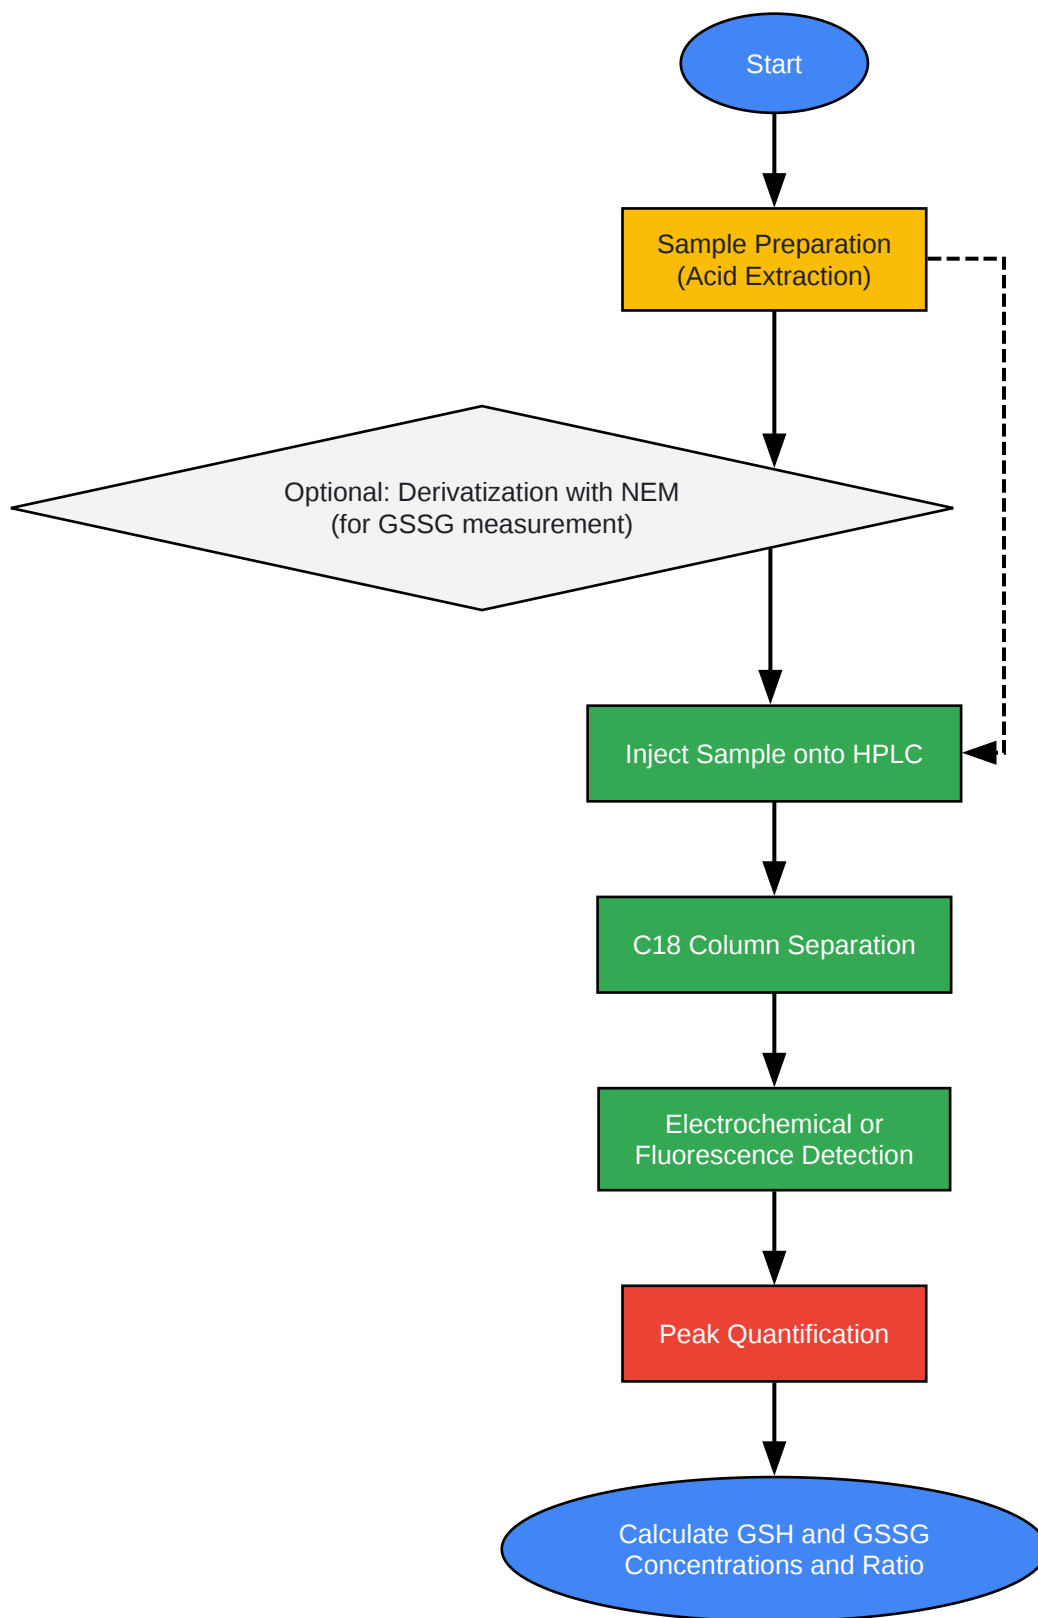 Start
Sample Preparation
(Acid Extraction)
Optional: Derivatization with NEM
(for GSSG measurement)
Inject Sample onto HPLC
C18 Column Separation
Electrochemical or
Fluorescence Detection
Peak Quantification
Calculate GSH and GSSG
Concentrations and Ratio